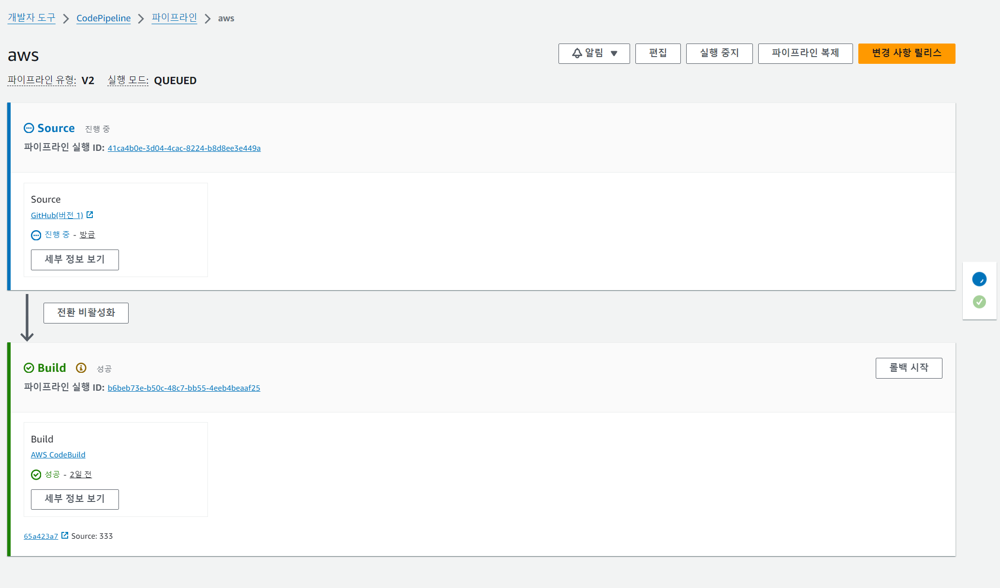 개발자 도구 > CodePipeline > 파이프라인 > aws
aws
알림 ▼ 편집 실행 중지 파이프라인 복제 변경 사항 릴리스
파이프라인 유형: V2 실행 모드: QUEUED
Source 진행 중
파이프라인 실행 ID: 41ca4b0e-3d04-4cac-8224-b8d8ee3e449a
Source
GitHub(버전 1)
진행 중 - 방금
세부 정보 보기
전환 비활성화
Build 성공
롤백 시작
파이프라인 실행 ID: b6beb73e-b50c-48c7-bb55-4eeb4beaaf25
Build
AWS CodeBuild
성공 - 2일 전
세부 정보 보기
65a423a7 Source: 333